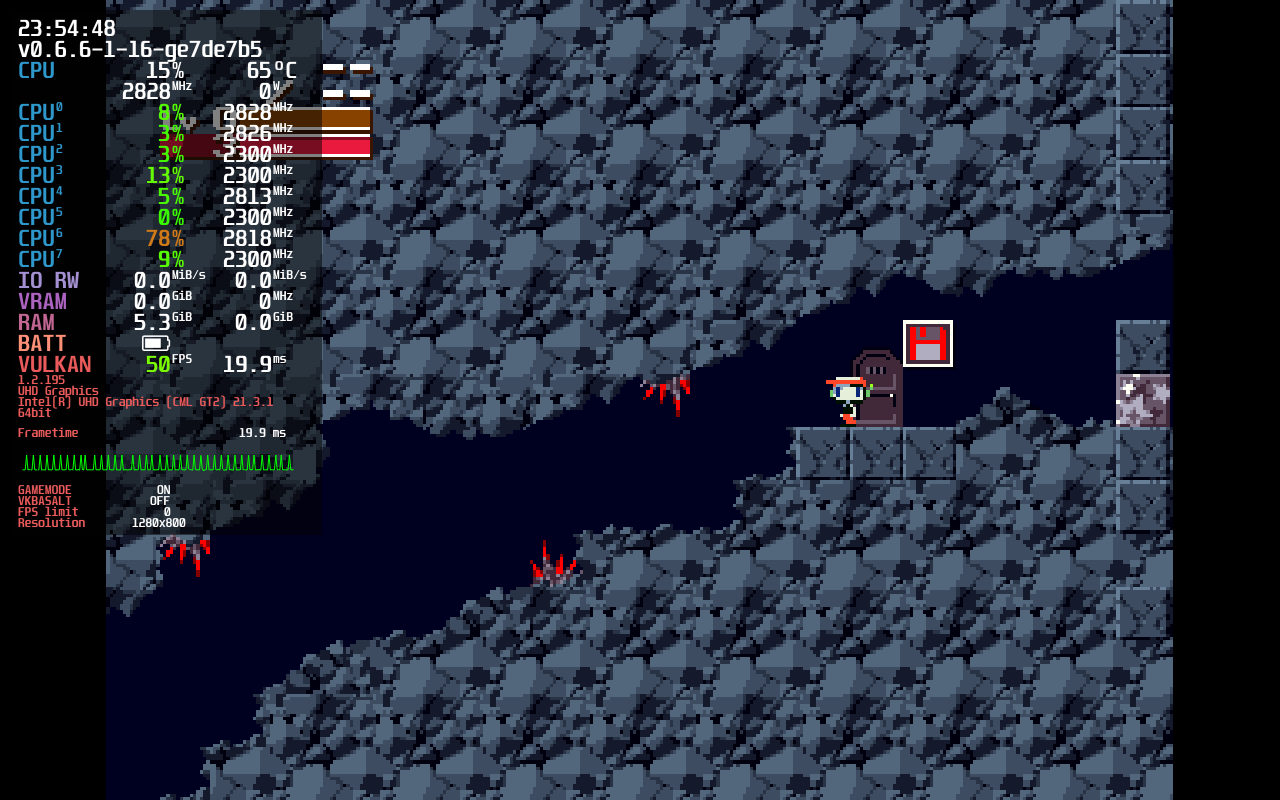 23:54:48
v0.6.6-1-16-ge7de7b5
CPU 15% 65°C
2828MHz 0W
CPU0 8% 2828MHz
CPU1 3% 2826MHz
CPU2 3% 2300MHz
CPU3 13% 2300MHz
CPU4 5% 2813MHz
CPU5 0% 2300MHz
CPU6 78% 2818MHz
CPU7 9% 2300MHz
IO RW 0.0MiB/s 0.0MiB/s
VRAM 0.0GiB 0MHz
RAM 5.3GiB 0.0GiB
BATT
VULKAN 50FPS 19.9ms
1.2.195
UHD Graphics
Intel(R) UHD Graphics (CML GT2) 21.3.1
64bit
Frametime 19.9 ms
GAMEMODE ON
VKBASALT OFF
FPS limit 0
Resolution 1280x800